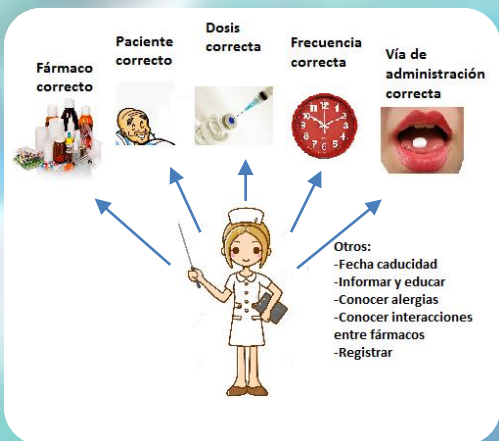 Fármaco
correcto
Paciente
correcto
Dosis
correcta
Frecuencia
correcta
Vía de
administración
correcta
Otros:
-Fecha caducidad
-Informar y educar
-Conocer alergias
-Conocer interacciones
entre fármacos
-Registrar